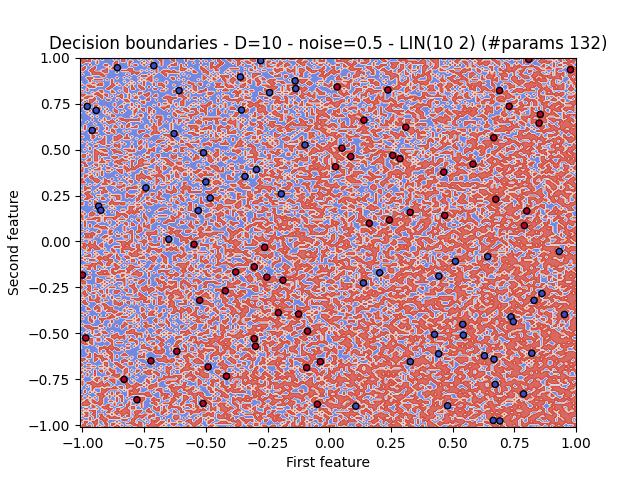 Decision boundaries - D=10 - noise=0.5 - LIN(10 2) (#params 132)
1.00
0.75
0.50
0.25
0.00
−0.25
−0.50
−0.75
−1.00
Second feature
−1.00 −0.75 −0.50 −0.25 0.00 0.25 0.50 0.75 1.00
First feature